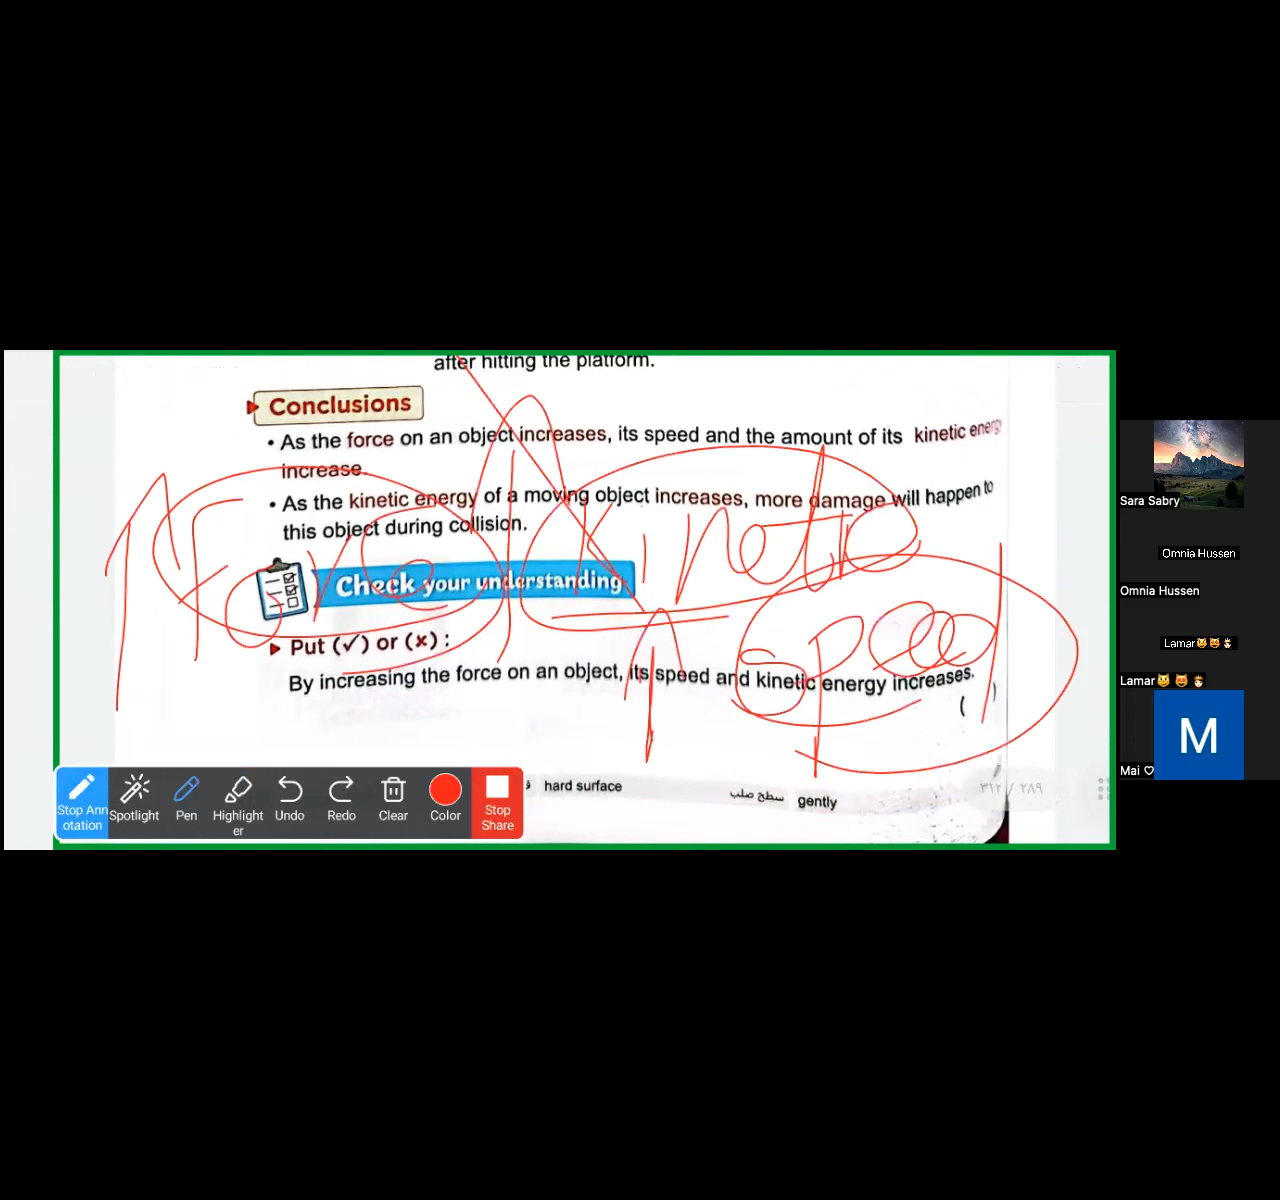 after hitting the platform.
Conclusions
• As the force on an object increases, its speed and the amount of its kinetic energy
increase.
• As the kinetic energy of a moving object increases, more damage will happen to
this object during collision.
Check your understanding
Put (✓) or (×) :
By increasing the force on an object, its speed and kinetic energy increases.
( )
Force
Kinetic
Speed
hard surface
سطح صلب
gently
٣١٢ / ٢٨٩
Stop Annotation
Spotlight
Pen
Highlighter
Undo
Redo
Clear
Color
Stop Share
Sara Sabry
Omnia Hussen
Omnia Hussen
Lamar😼😻🤴🏻
Lamar😼😻🤴🏻
M
Mai ♡